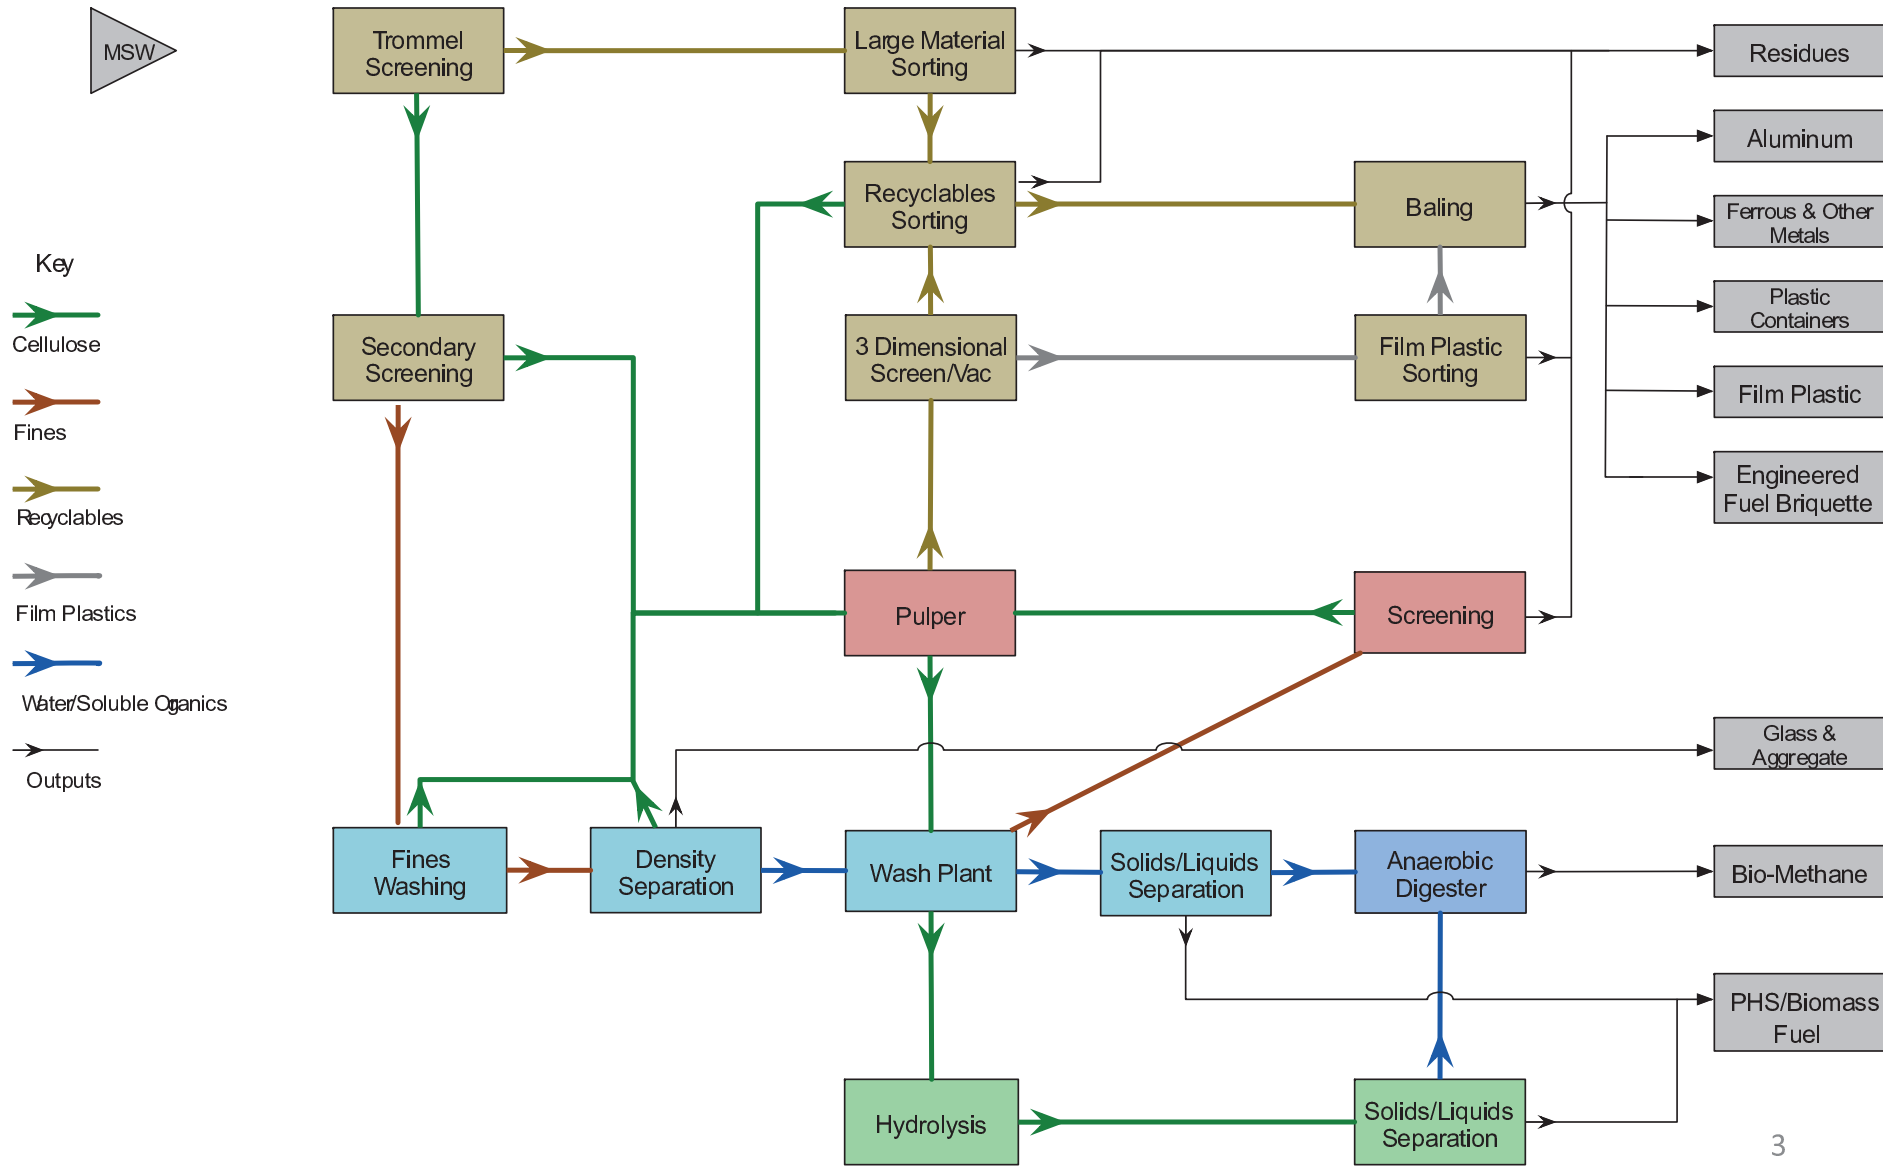 MSW
Trommel
Screening
Large Material
Sorting
Residues
Aluminum
Recyclables
Sorting
Baling
Ferrous & Other
Metals
Key
Cellulose
Fines
Recyclables
Film Plastics
Water/Soluble Organics
Outputs
Secondary
Screening
3 Dimensional
Screen/Vac
Film Plastic
Sorting
Plastic
Containers
Film Plastic
Engineered
Fuel Briquette
Pulper
Screening
Glass &
Aggregate
Fines
Washing
Density
Separation
Wash Plant
Solids/Liquids
Separation
Anaerobic
Digester
Bio-Methane
PHS/Biomass
Fuel
Hydrolysis
Solids/Liquids
Separation
3